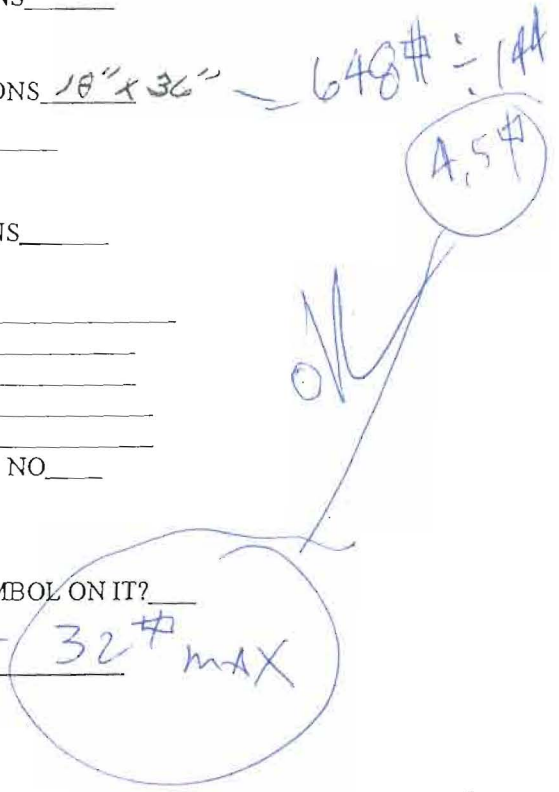 NS
ONS 18" x 36" = 648# ÷ 144
4,5#
NS
OK
NO
MBOL ON IT?
32# MAX